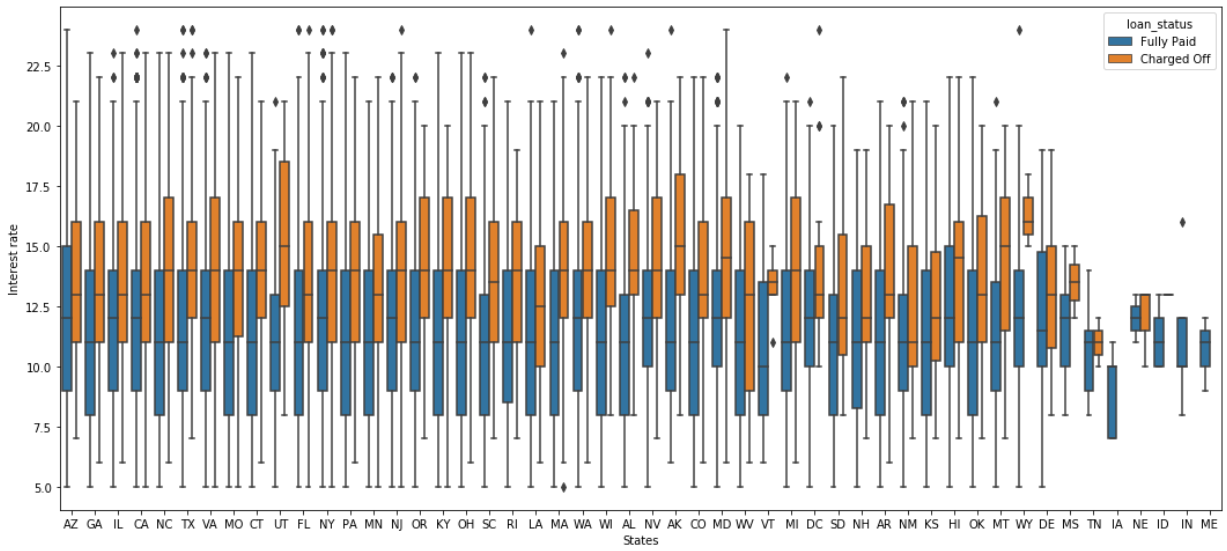 loan_status
Fully Paid
Charged Off
Interest rate
22.5
20.0
17.5
15.0
12.5
10.0
7.5
5.0
AZ GA IL CA NC TX VA MO CT UT FL NY PA MN NJ OR KY OH SC RI LA MA WA WI AL NV AK CO MD WV VT MI DC SD NH AR NM KS HI OK MT WY DE MS TN IA NE ID IN ME
States